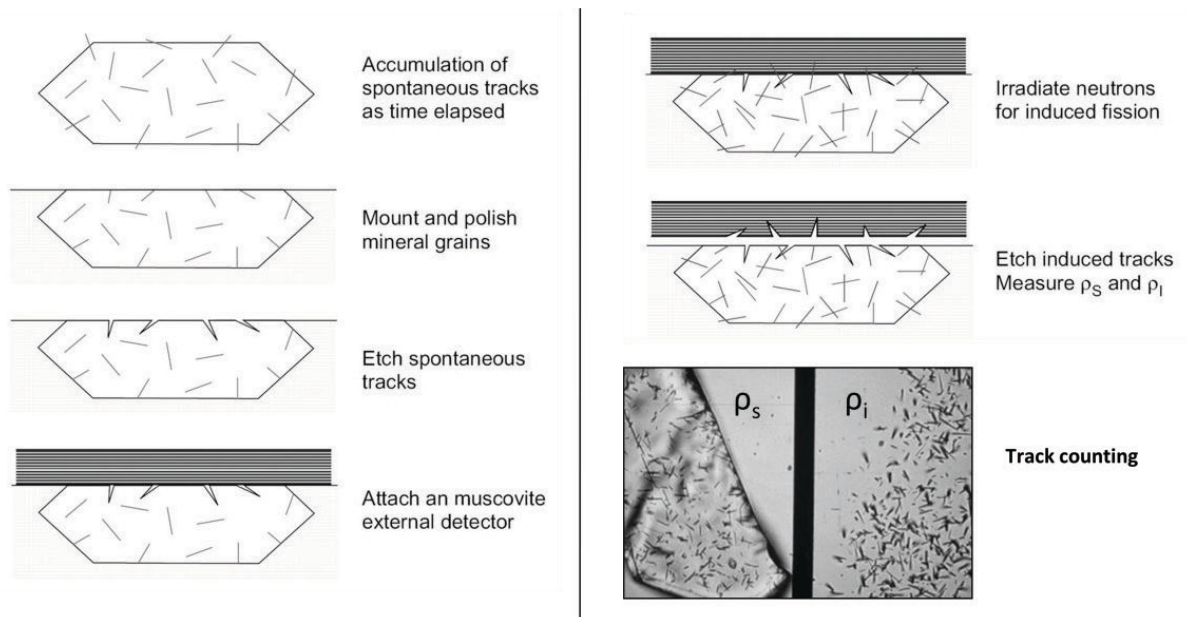 Accumulation of
spontaneous tracks
as time elapsed
Mount and polish
mineral grains
Etch spontaneous
tracks
Attach an muscovite
external detector
Irradiate neutrons
for induced fission
Etch induced tracks
Measure ρS and ρI
ρs
ρi
Track counting